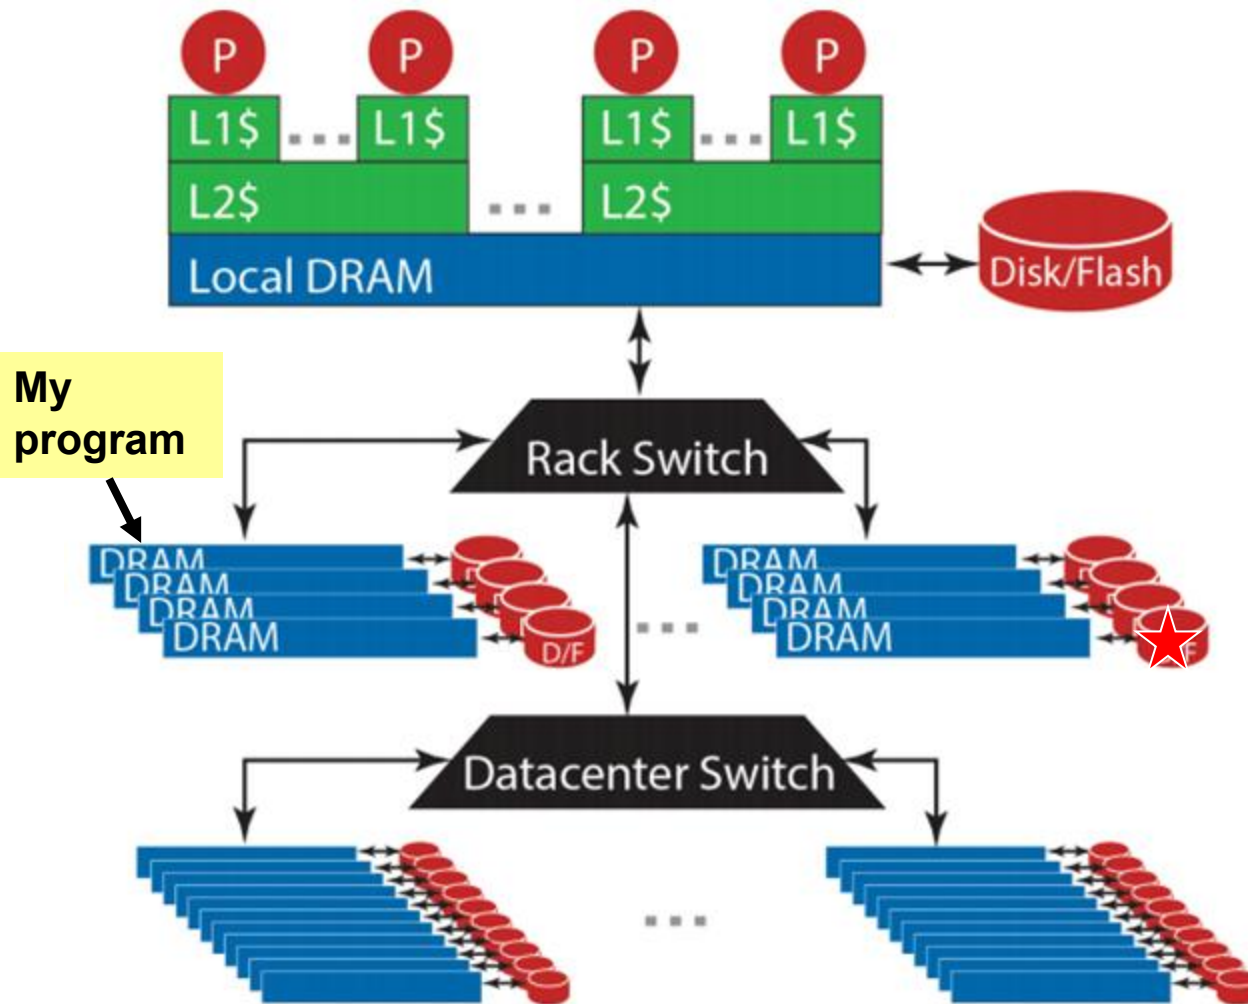 P P P P
L1$ L1$ L1$ L1$
L2$ L2$
Local DRAM
Disk/Flash
My
program
Rack Switch
DRAM
DRAM
DRAM
DRAM
D/F
DRAM
DRAM
DRAM
DRAM
Datacenter Switch